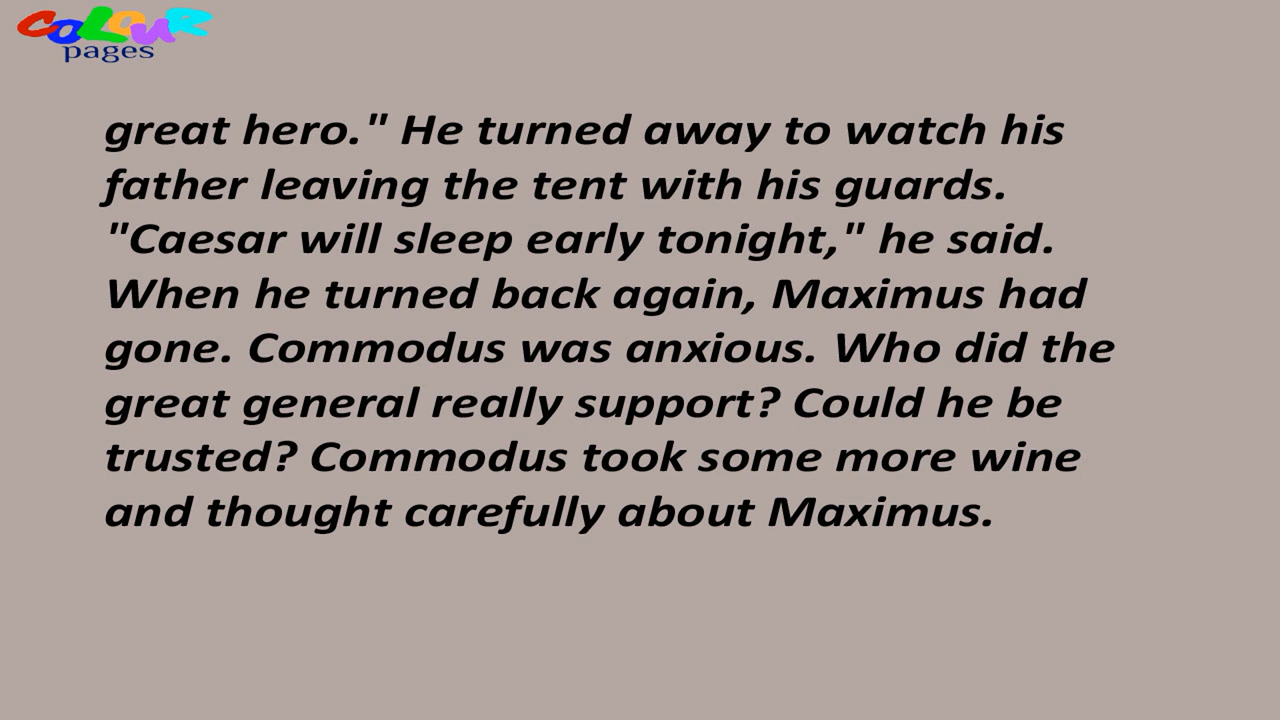 COLOUR
pages
great hero." He turned away to watch his
father leaving the tent with his guards.
"Caesar will sleep early tonight," he said.
When he turned back again, Maximus had
gone. Commodus was anxious. Who did the
great general really support? Could he be
trusted? Commodus took some more wine
and thought carefully about Maximus.